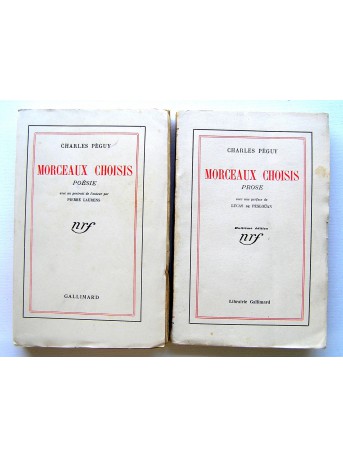 CHARLES PÉGUY
MORCEAUX CHOISIS
POÉSIE
avec un portrait de l'auteur par
PIERRE LAURENS
nrf
GALLIMARD
CHARLES PÉGUY
MORCEAUX CHOISIS
PROSE
avec une préface de
nrf
Librairie Gallimard